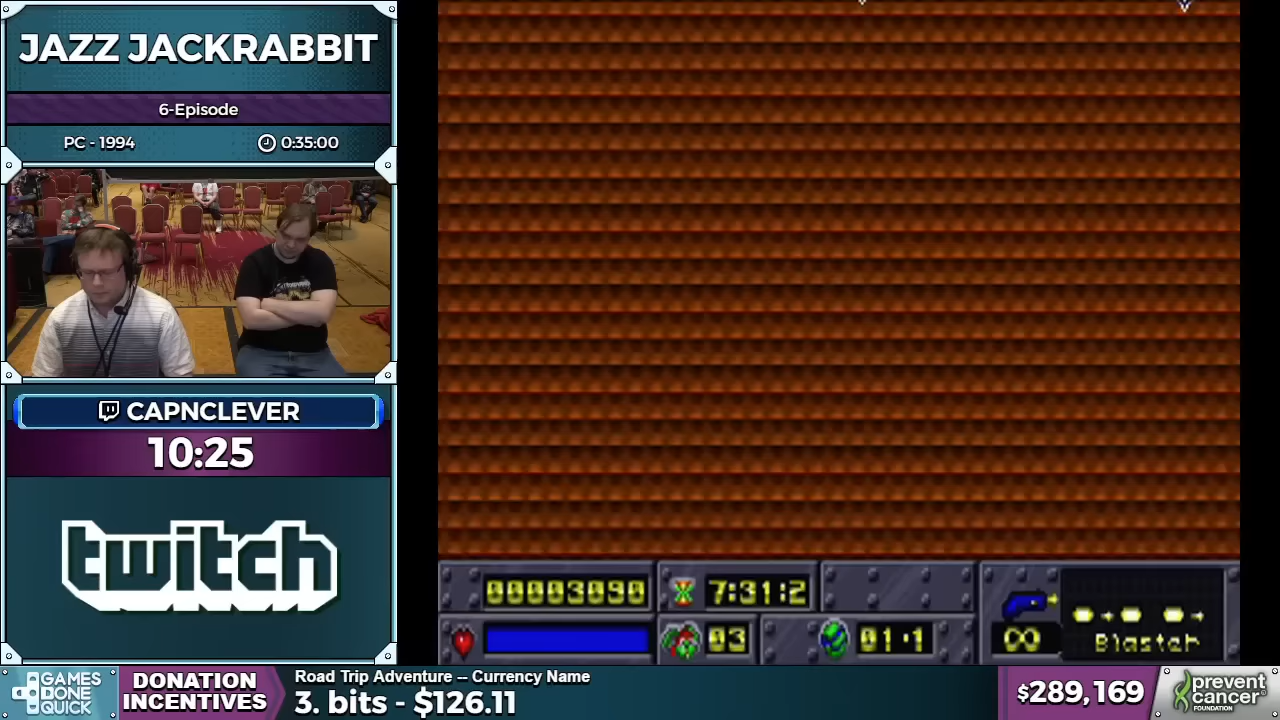 JAZZ JACKRABBIT
6-Episode
PC - 1994
0:35:00
CAPNCLEVER
10:25
twitch
00003090
7:31:2
03
01·1
∞
Blaster
GAMES
DONE
QUICK
DONATION
INCENTIVES
Road Trip Adventure -- Currency Name
3. bits - $126.11
$289,169
prevent
cancer
FOUNDATION